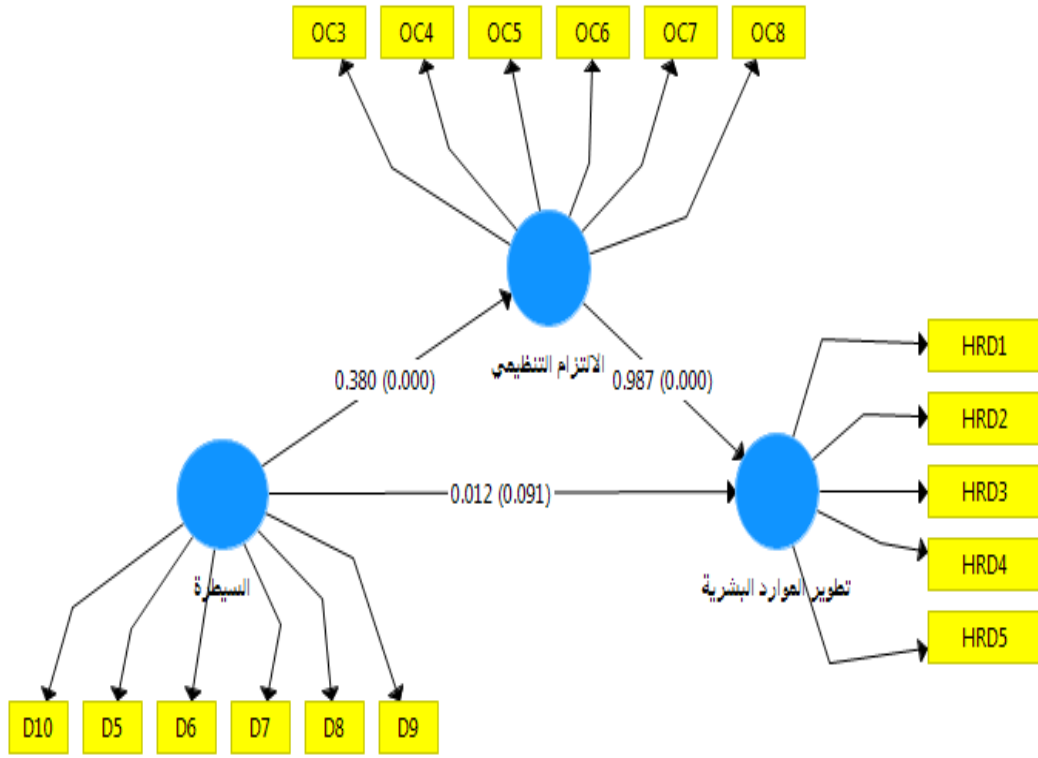 OC3 OC4 OC5 OC6 OC7 OC8
الالتزام التنظيمي
0.380 (0.000)
0.987 (0.000)
0.012 (0.091)
السيطرة
تطوير الموارد البشرية
HRD1
HRD2
HRD3
HRD4
HRD5
D10 D5 D6 D7 D8 D9